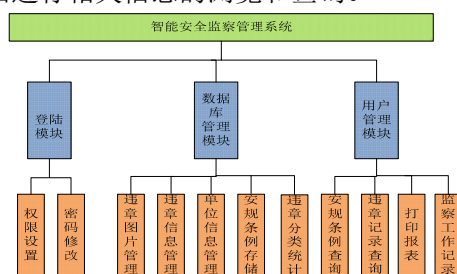 智能安全监察管理系统
登陆
模块
数据
库
管理
模块
用户
管理
模块
权限设置
密码修改
违章图片管理
违章信息管理
单位信息管理
安规条例存储
违章分类统计
安规条例查询
违章记录查询
打印报表
监察工作记录